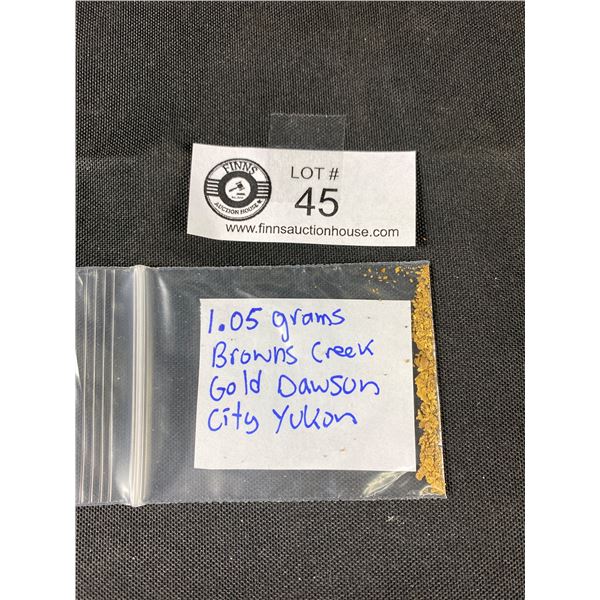 FINNS
AUCTION HOUSE
LOT #
45
www.finnsauctionhouse.com
1.05 grams
Browns Creek
Gold Dawson
City Yukon